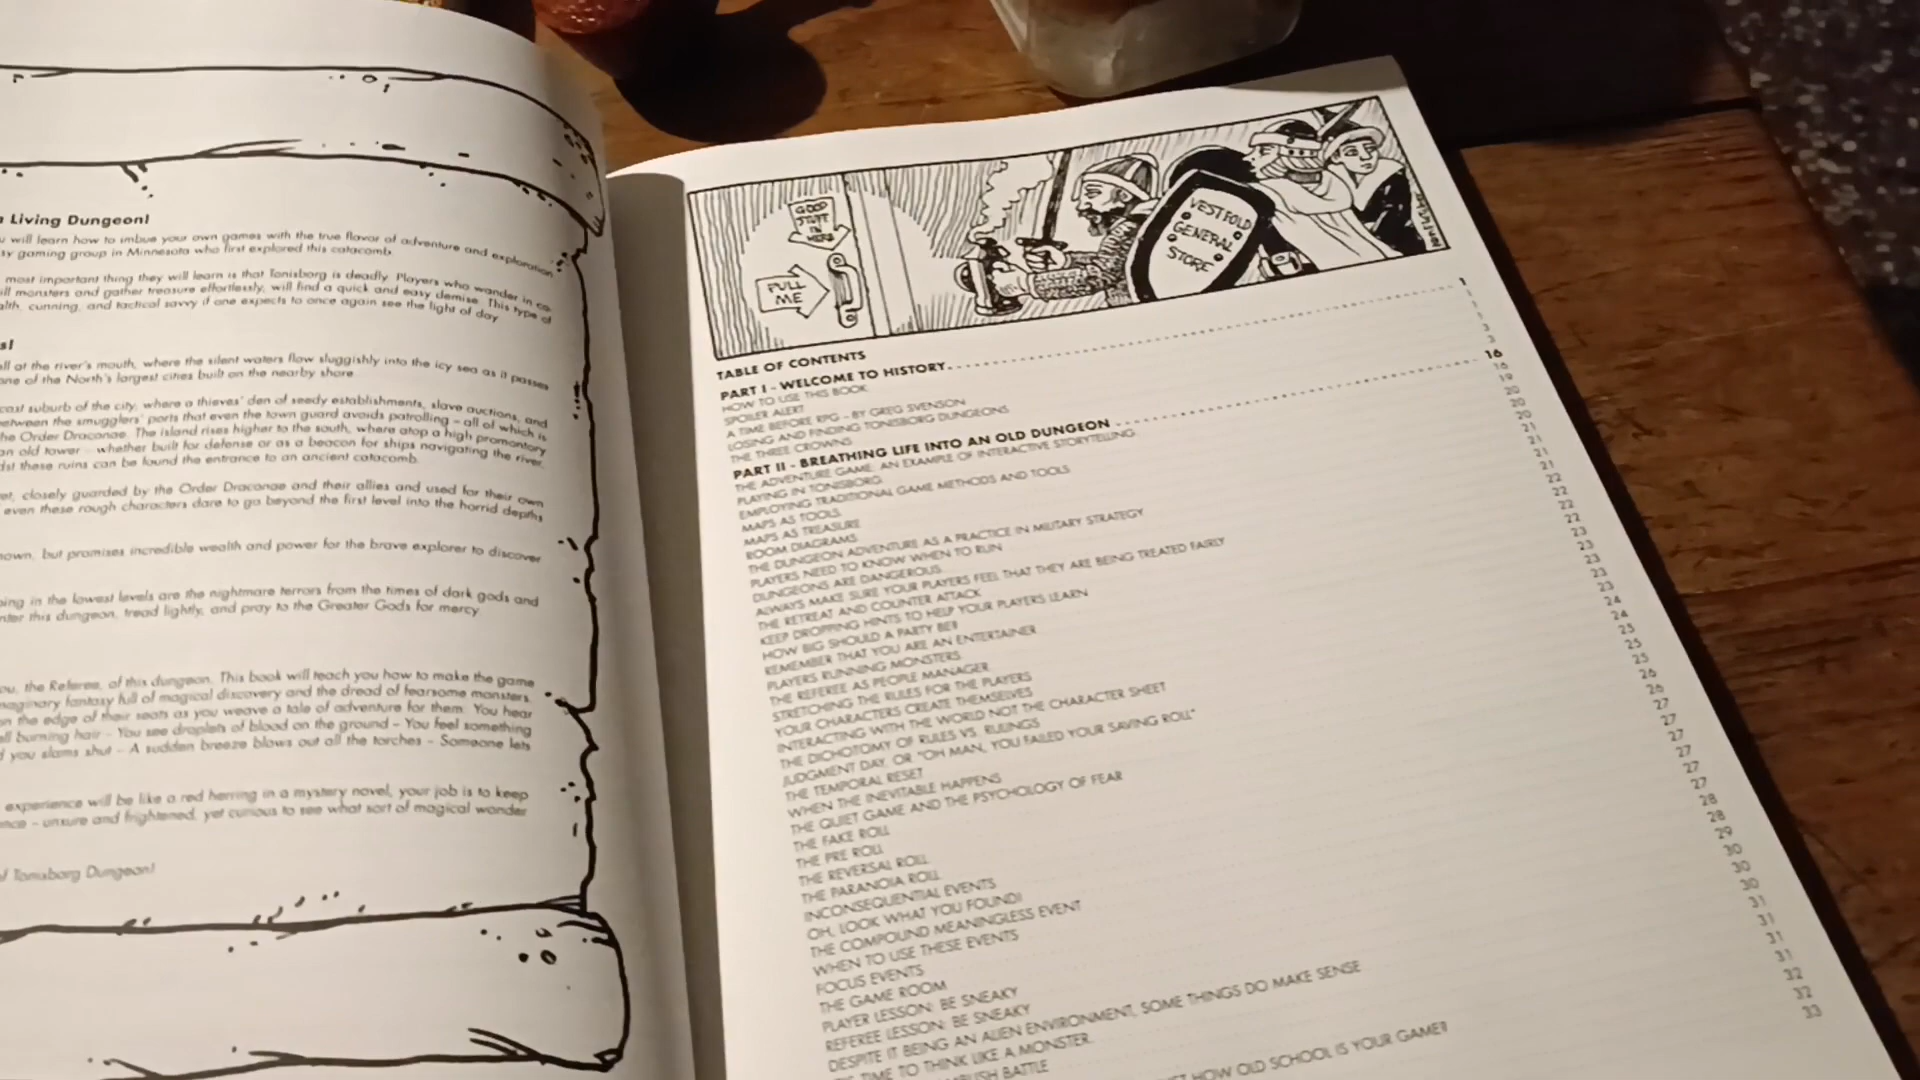 Living Dungeon!
will learn how to imbue your own games with the true flavor of adventure and exploration
sy gaming group in Minnesota who first explored this catacomb.
most important thing they will learn is that Tonisborg is deadly. Players who wander in co
ill monsters and gather treasure effortlessly, will find a quick and easy demise. This type of
alth, cunning, and tactical savvy if one expects to once again see the light of day
s!
all at the river's mouth, where the silent waters flow sluggishly into the icy sea as it passes
one of the North's largest cities built on the nearby shore
cast suburb of the city, where a thieves' den of seedy establishments, slave auctions, and
between the smugglers' ports that even the town guard avoids patrolling – all of which is
he Order Draconae. The island rises higher to the south, where atop a high promontory
an old tower – whether built for defense or as a beacon for ships navigating the river,
dst these ruins can be found the entrance to an ancient catacomb.
et, closely guarded by the Order Draconae and their allies and used for their own
even these rough characters dare to go beyond the first level into the horrid depths
nown, but promises incredible wealth and power for the brave explorer to discover
ping in the lowest levels are the nightmare terrors from the times of dark gods and
nter this dungeon, tread lightly, and pray to the Greater Gods for mercy
ou, the Referee, of this dungeon. This book will teach you how to make the game
maginary fantasy full of magical discovery and the dread of fearsome monsters.
on the edge of their seats as you weave a tale of adventure for them. You hear
ell burning hair – You see droplets of blood on the ground – You feel something
d you slams shut – A sudden breeze blows out all the torches – Someone lets
experience will be like a red herring in a mystery novel, your job is to keep
nce – unsure and frightened, yet curious to see what sort of magical wonder
of Tonisborg Dungeon!
GOOD
STUFF
IN
HERE
PULL
ME
VESTFOLD
GENERAL
STORE
TABLE OF CONTENTS
PART I - WELCOME TO HISTORY 1
HOW TO USE THIS BOOK 1
SPOILER ALERT 1
A TIME BEFORE RPG - BY GREG SVENSON 3
LOSING AND FINDING TONISBORG DUNGEONS
THE THREE CROWNS
PART II - BREATHING LIFE INTO AN OLD DUNGEON 16
THE ADVENTURE GAME: AN EXAMPLE OF INTERACTIVE STORYTELLING 16
PLAYING IN TONISBORG 19
EMPLOYING TRADITIONAL GAME METHODS AND TOOLS 20
MAPS AS TOOLS 20
MAPS AS TREASURE 20
ROOM DIAGRAMS 21
THE DUNGEON ADVENTURE AS A PRACTICE IN MILITARY STRATEGY 21
PLAYERS NEED TO KNOW WHEN TO RUN 21
DUNGEONS ARE DANGEROUS 21
ALWAYS MAKE SURE YOUR PLAYERS FEEL THAT THEY ARE BEING TREATED FAIRLY 22
THE RETREAT AND COUNTER ATTACK 22
KEEP DROPPING HINTS TO HELP YOUR PLAYERS LEARN 22
HOW BIG SHOULD A PARTY BE? 22
REMEMBER THAT YOU ARE AN ENTERTAINER 23
PLAYERS RUNNING MONSTERS 23
THE REFEREE AS PEOPLE MANAGER 23
STRETCHING THE RULES FOR THE PLAYERS 23
YOUR CHARACTERS CREATE THEMSELVES 23
INTERACTING WITH THE WORLD NOT THE CHARACTER SHEET 24
THE DICHOTOMY OF RULES VS. RULINGS 24
JUDGMENT DAY, OR "OH MAN, YOU FAILED YOUR SAVING ROLL" 25
THE TEMPORAL RESET 25
WHEN THE INEVITABLE HAPPENS 25
THE QUIET GAME AND THE PSYCHOLOGY OF FEAR 26
THE FAKE ROLL 26
THE PRE ROLL 27
THE REVERSAL ROLL 27
THE PARANOIA ROLL 27
INCONSEQUENTIAL EVENTS 27
OH, LOOK WHAT YOU FOUND! 27
THE COMPOUND MEANINGLESS EVENT 27
WHEN TO USE THESE EVENTS 28
FOCUS EVENTS 28
THE GAME ROOM 29
PLAYER LESSON: BE SNEAKY 30
REFEREE LESSON: BE SNEAKY 30
DESPITE IT BEING AN ALIEN ENVIRONMENT, SOME THINGS DO MAKE SENSE 30
TIME TO THINK LIKE A MONSTER 31
BUSH BATTLE 31
HOW OLD SCHOOL IS YOUR GAME? 31
31
32
32
33